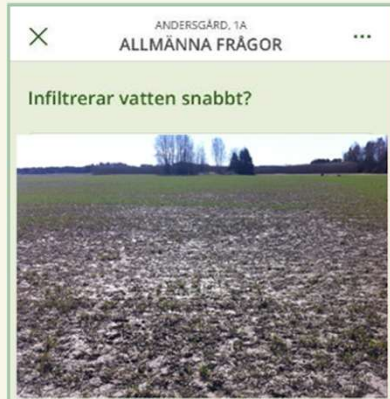 ANDERSGÅRD, 1A
ALLMÄNNA FRÅGOR
Infiltrerar vatten snabbt?